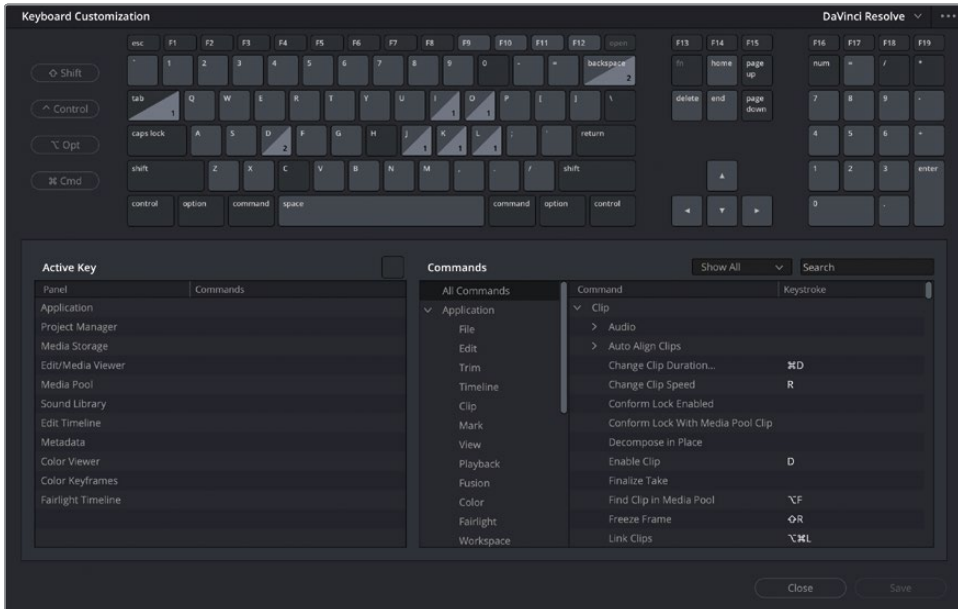 Keyboard Customization DaVinci Resolve
esc F1 F2 F3 F4 F5 F6 F7 F8 F9 F10 F11 F12 open F13 F14 F15 F16 F17 F18 F19
⇧ Shift
` 1 2 3 4 5 6 7 8 9 0 - = backspace 2 fn home page up num = / *
^ Control
tab 1 Q W E R T Y U I 1 O 1 P [ ] \ delete end page down 7 8 9 -
⌥ Opt
caps lock A S D 2 F G H J 1 K 1 L 1 ; ' return 4 5 6 +
⌘ Cmd
shift Z X C V B N M , . / shift 1 2 3 enter
control option command space command option control 0 .
Active Key Commands Show All Search
Panel Commands All Commands Command Keystroke
Application Application Clip
Project Manager File Audio
Media Storage Edit Auto Align Clips
Edit/Media Viewer Trim Change Clip Duration... ⌘D
Media Pool Timeline Change Clip Speed R
Sound Library Clip Conform Lock Enabled
Edit Timeline Mark Conform Lock With Media Pool Clip
Metadata View Decompose in Place
Color Viewer Playback Enable Clip D
Color Keyframes Fusion Finalize Take
Fairlight Timeline Color Find Clip in Media Pool ⌥F
Fairlight Freeze Frame ⇧R
Workspace Link Clips ⌥⌘L
Close Save